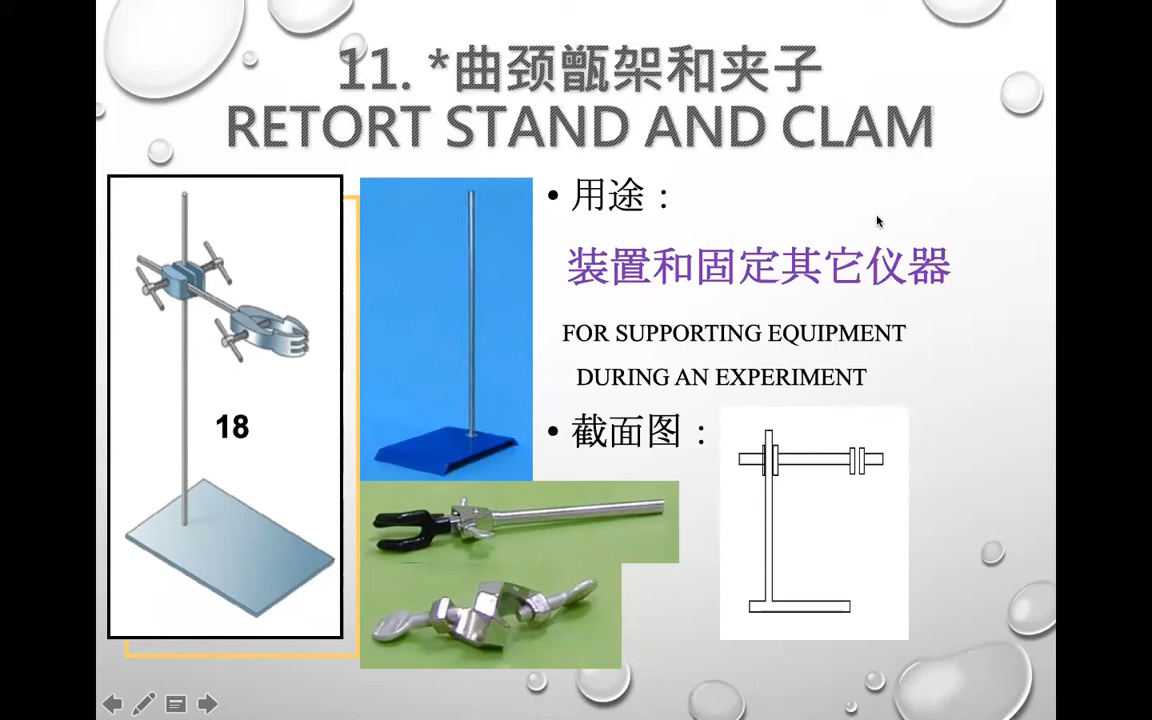 11. *曲颈甑架和夹子
RETORT STAND AND CLAM
• 用途：
装置和固定其它仪器
FOR SUPPORTING EQUIPMENT
DURING AN EXPERIMENT
• 截面图：
18